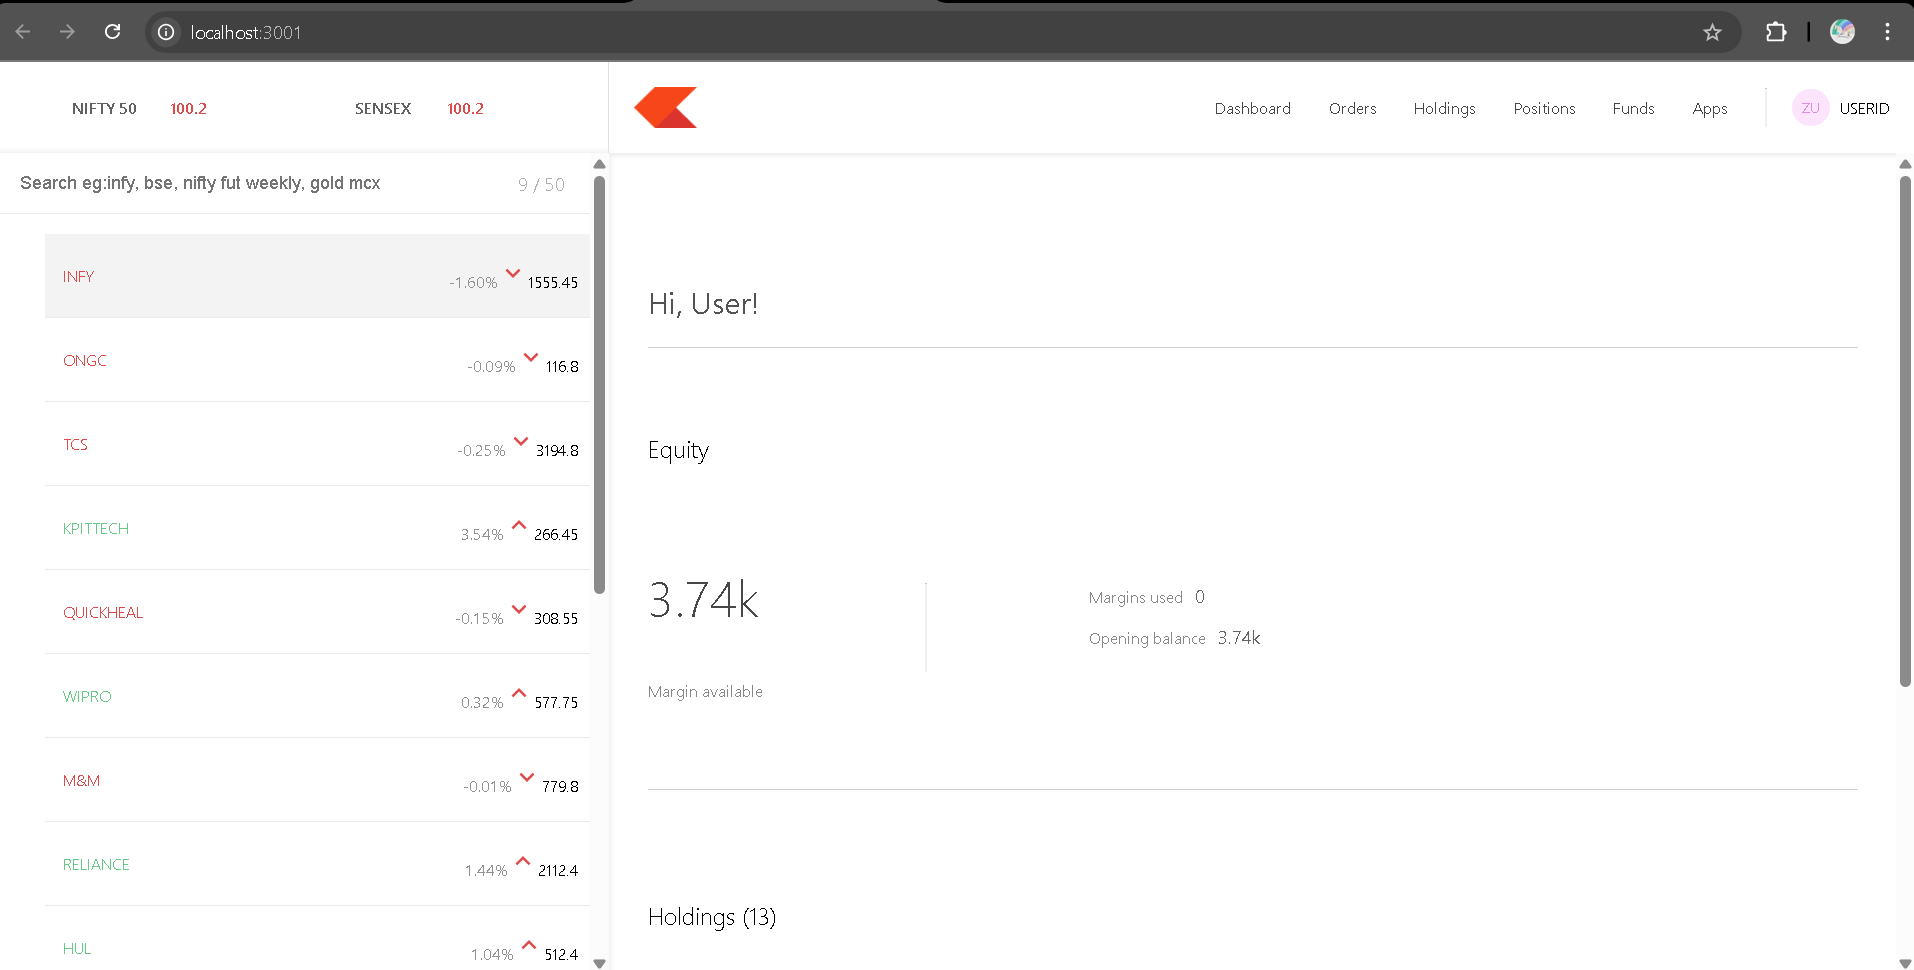 localhost:3001
NIFTY 50 100.2 SENSEX 100.2
Dashboard Orders Holdings Positions Funds Apps ZU USERID
Search eg:infy, bse, nifty fut weekly, gold mcx 9 / 50
INFY -1.60% 1555.45
ONGC -0.09% 116.8
TCS -0.25% 3194.8
KPITTECH 3.54% 266.45
QUICKHEAL -0.15% 308.55
WIPRO 0.32% 577.75
M&M -0.01% 779.8
RELIANCE 1.44% 2112.4
HUL 1.04% 512.4
Hi, User!
Equity
3.74k
Margin available
Margins used 0
Opening balance 3.74k
Holdings (13)